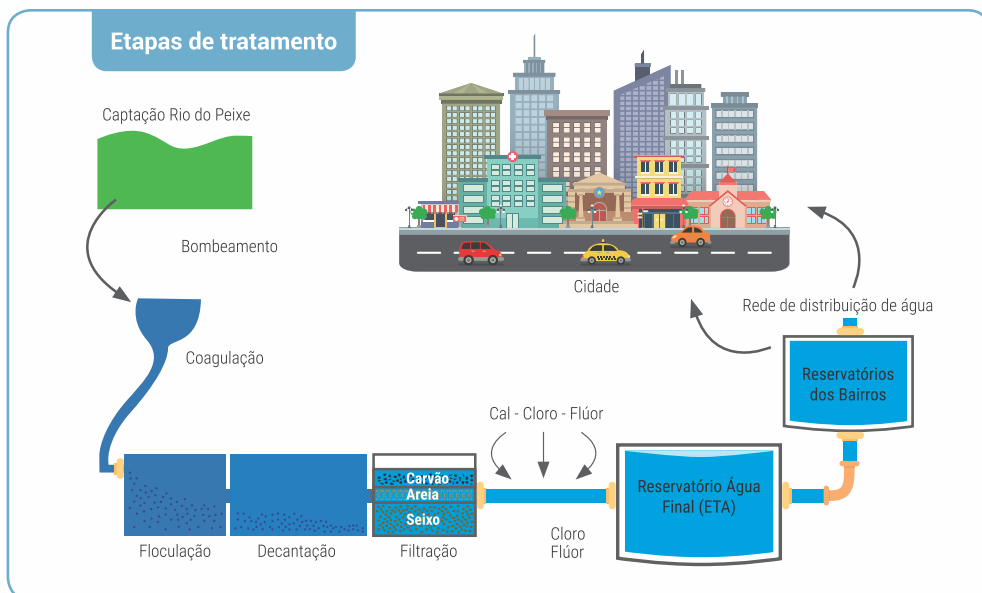 Etapas de tratamento
Captação Rio do Peixe
Bombeamento
Coagulação
Cidade
Rede de distribuição de água
Reservatórios
dos Bairros
Cal - Cloro - Flúor
Carvão
Areia
Seixo
Reservatório Água
Final (ETA)
Cloro
Flúor
Floculação
Decantação
Filtração